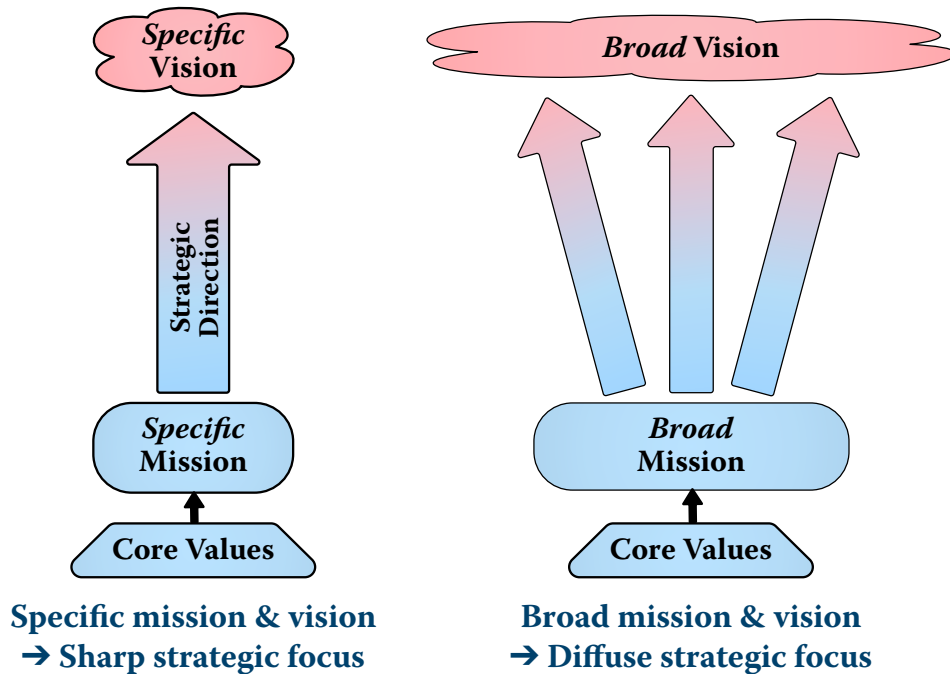 Specific
Vision
Strategic
Direction
Specific
Mission
Core Values
Specific mission & vision
➔ Sharp strategic focus
Broad Vision
Broad
Mission
Core Values
Broad mission & vision
➔ Diffuse strategic focus